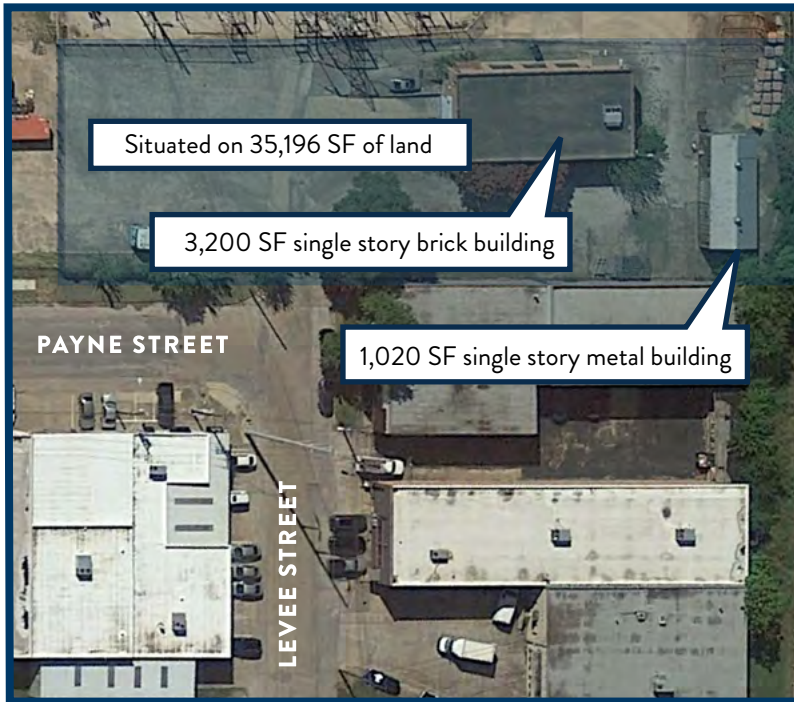 Situated on 35,196 SF of land
3,200 SF single story brick building
PAYNE STREET
1,020 SF single story metal building
LEVEE STREET